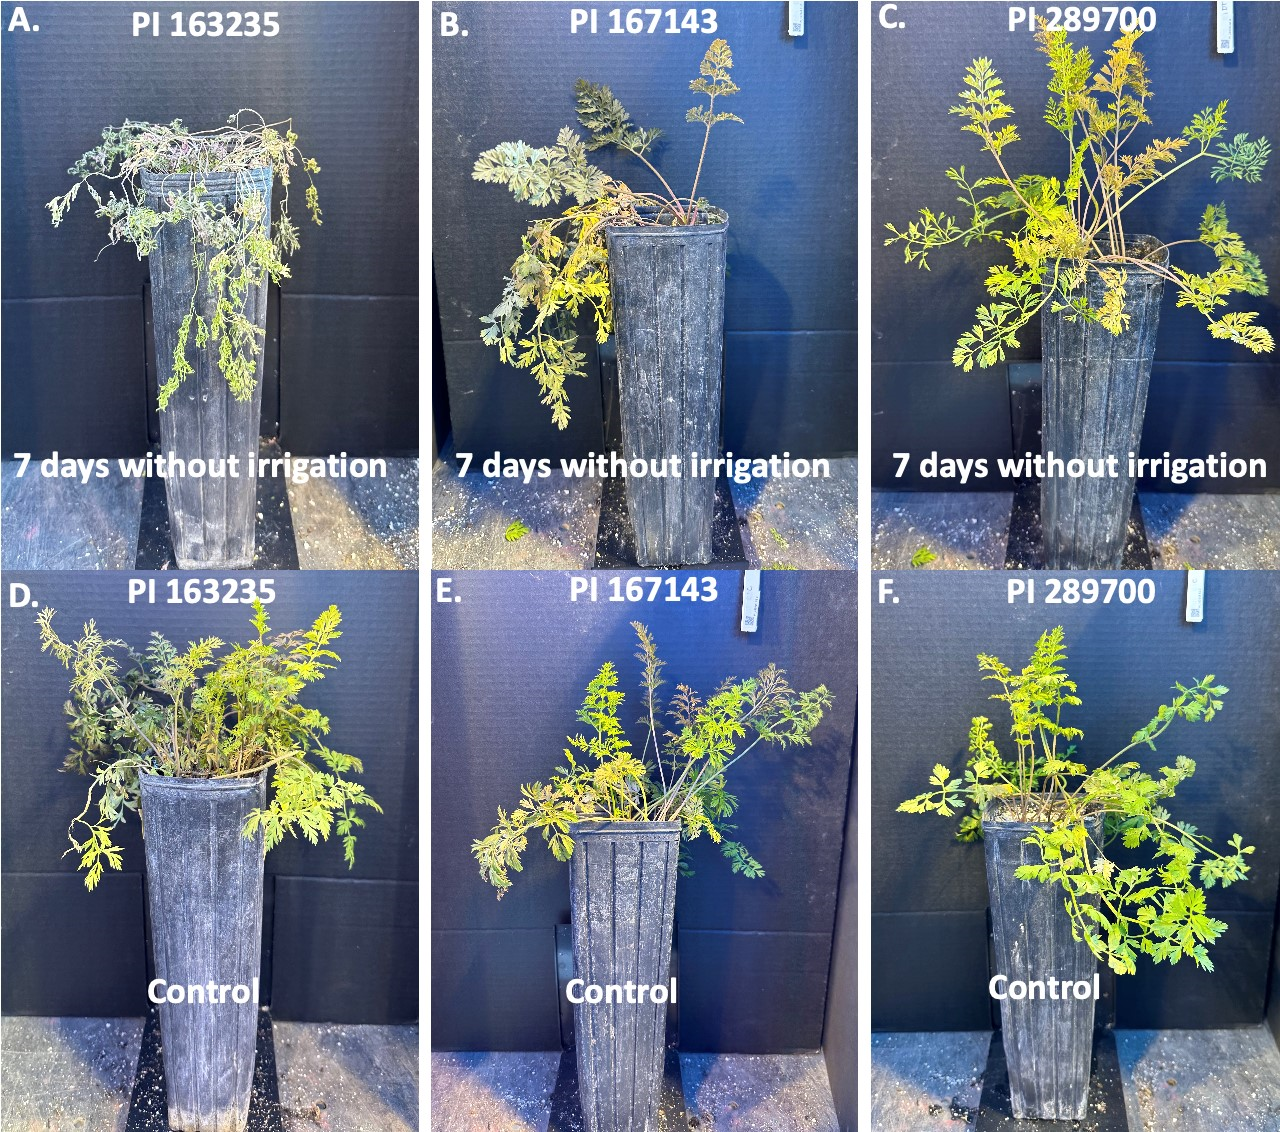 A.
PI 163235
7 days without irrigation
B.
PI 167143
7 days without irrigation
C.
PI 289700
7 days without irrigation
D.
PI 163235
Control
E.
PI 167143
Control
F.
PI 289700
Control